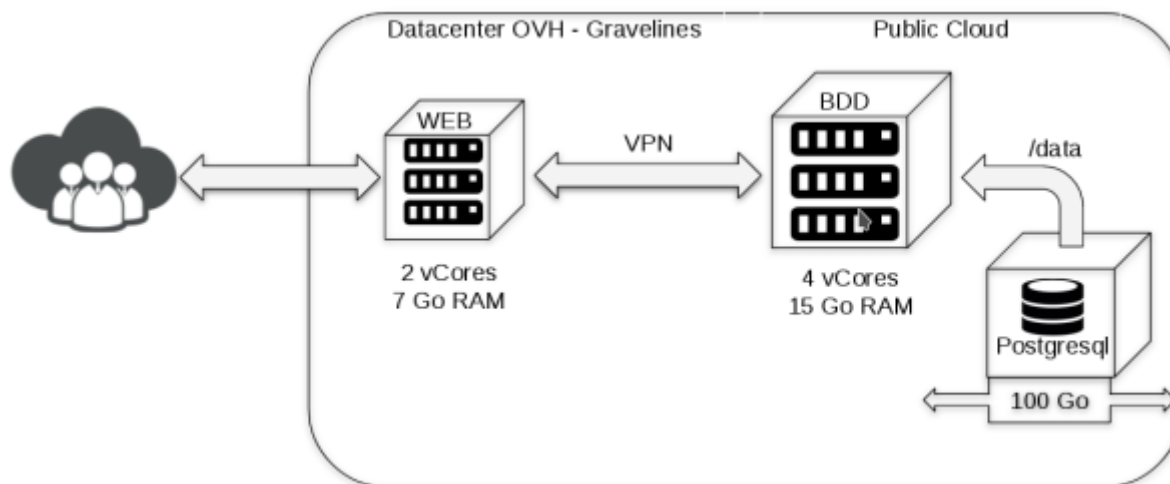 Datacenter OVH - Gravelines
Public Cloud
WEB
BDD
VPN
/data
2 vCores
7 Go RAM
4 vCores
15 Go RAM
Postgresql
100 Go